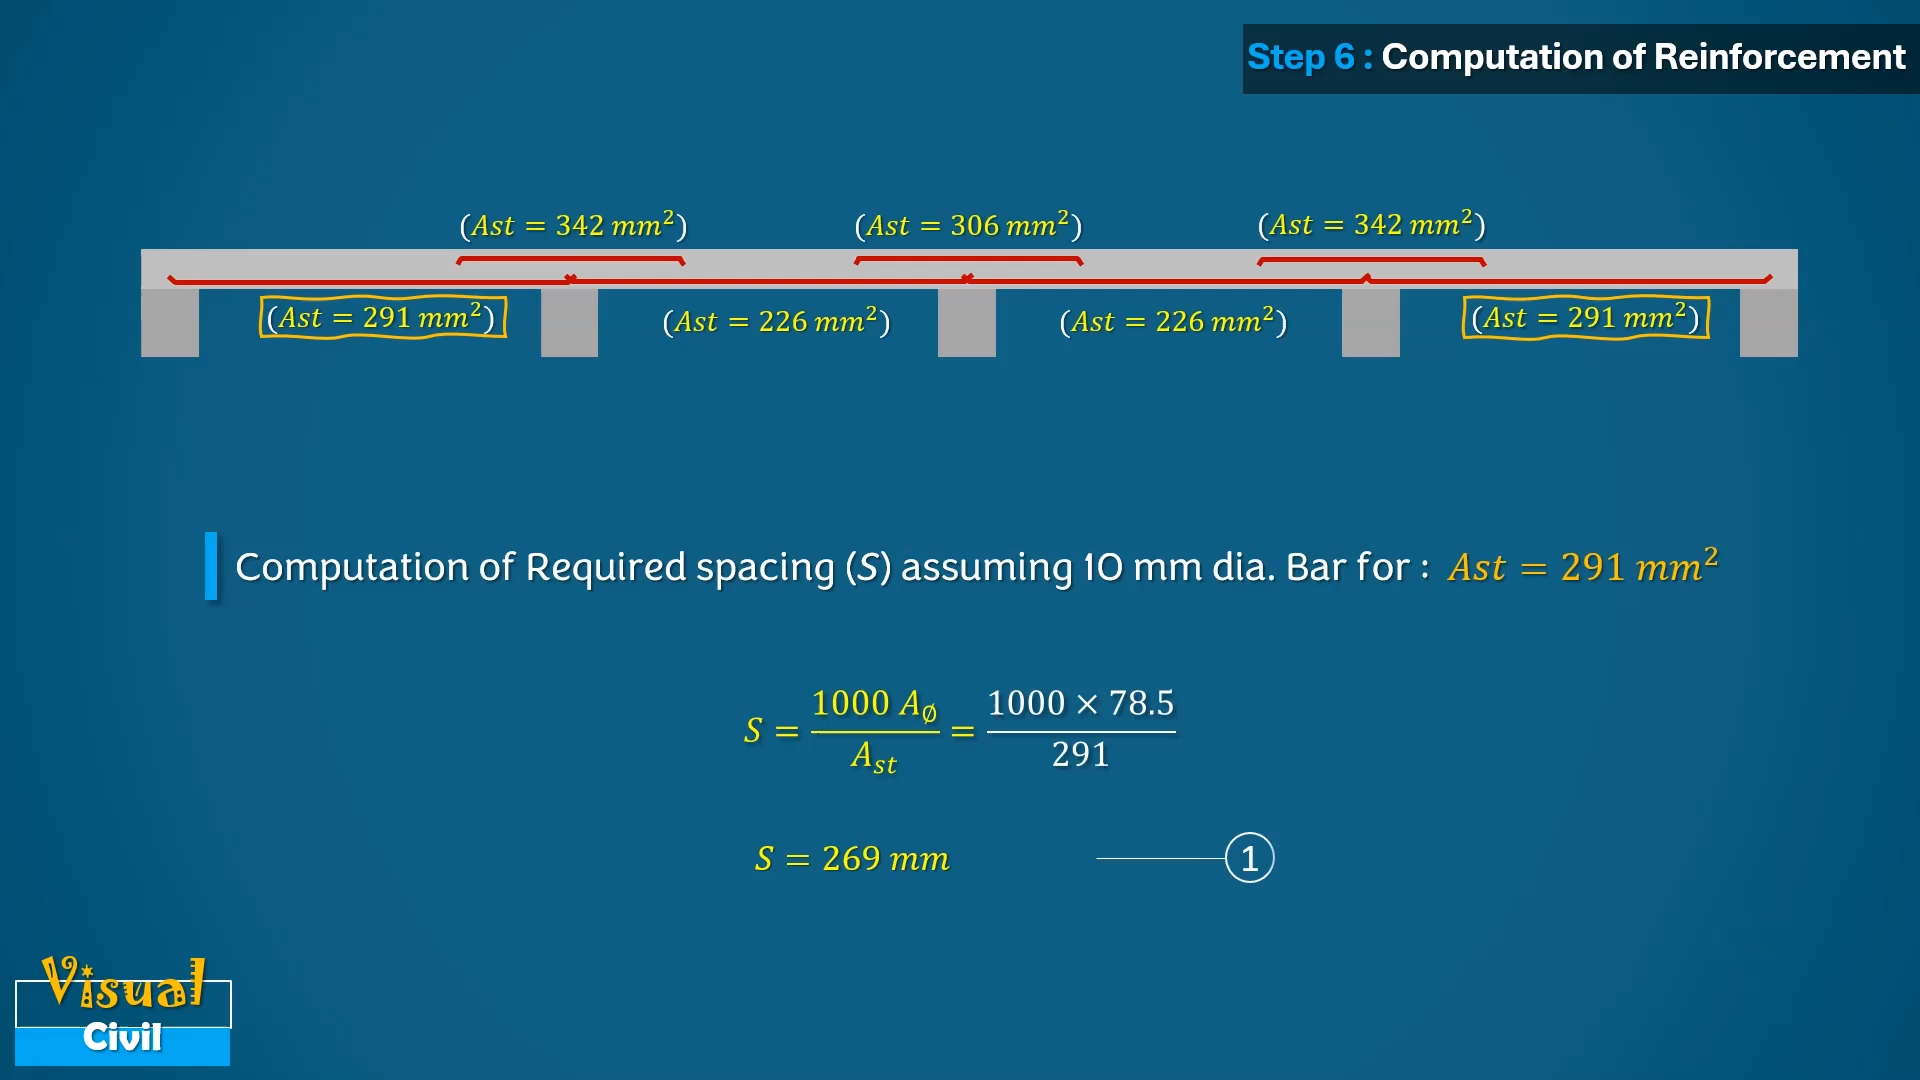 Step 6 : Computation of Reinforcement
(Ast = 342 mm²) (Ast = 306 mm²) (Ast = 342 mm²)
(Ast = 291 mm²) (Ast = 226 mm²) (Ast = 226 mm²) (Ast = 291 mm²)
Computation of Required spacing (S) assuming 10 mm dia. Bar for : Ast = 291 mm²
S = 1000 A∅ / Ast = 1000 × 78.5 / 291
S = 269 mm 1
Visual
Civil